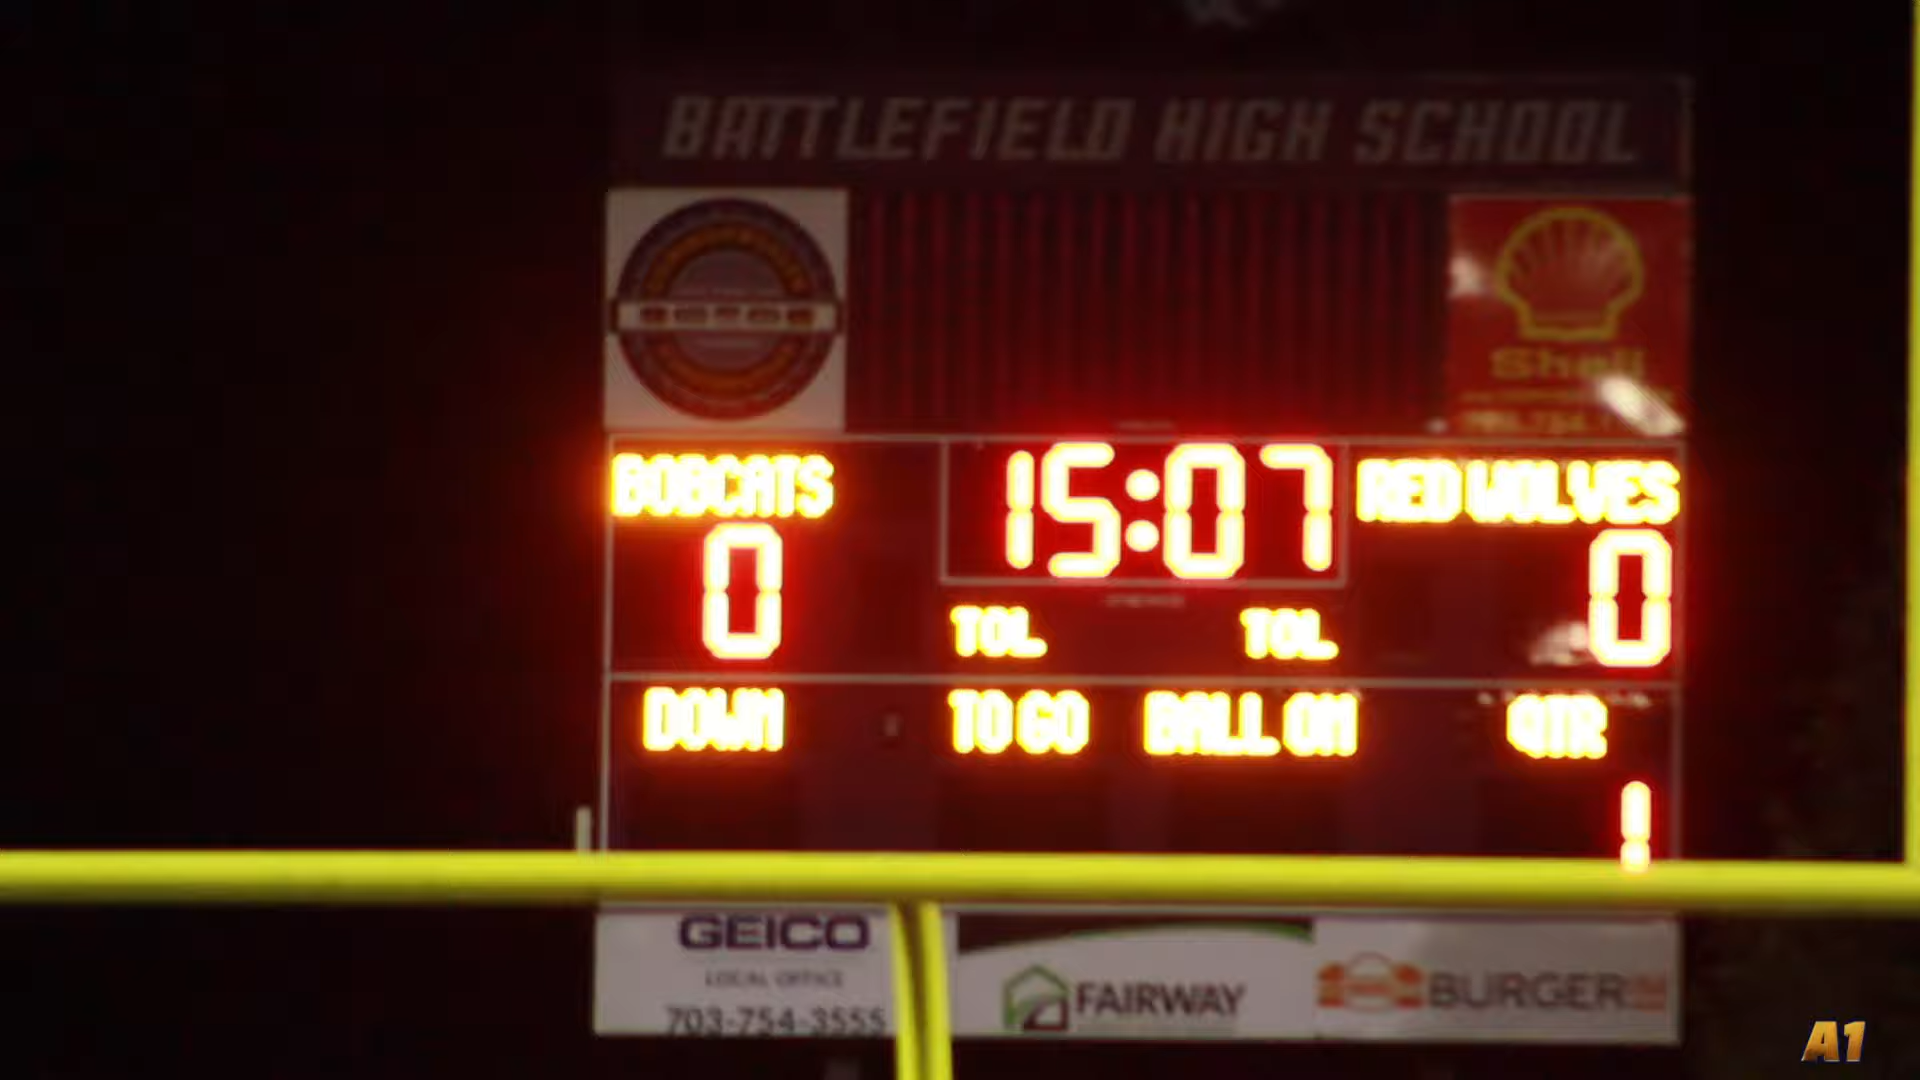 BATTLEFIELD HIGH SCHOOL
Shell
BOBCATS
15:07
RED WOLVES
0
0
TOL
TOL
DOWN
TO GO
BALL ON
QTR
1
GEICO
LOCAL OFFICE
703-754-3555
FAIRWAY
BURGER
A1